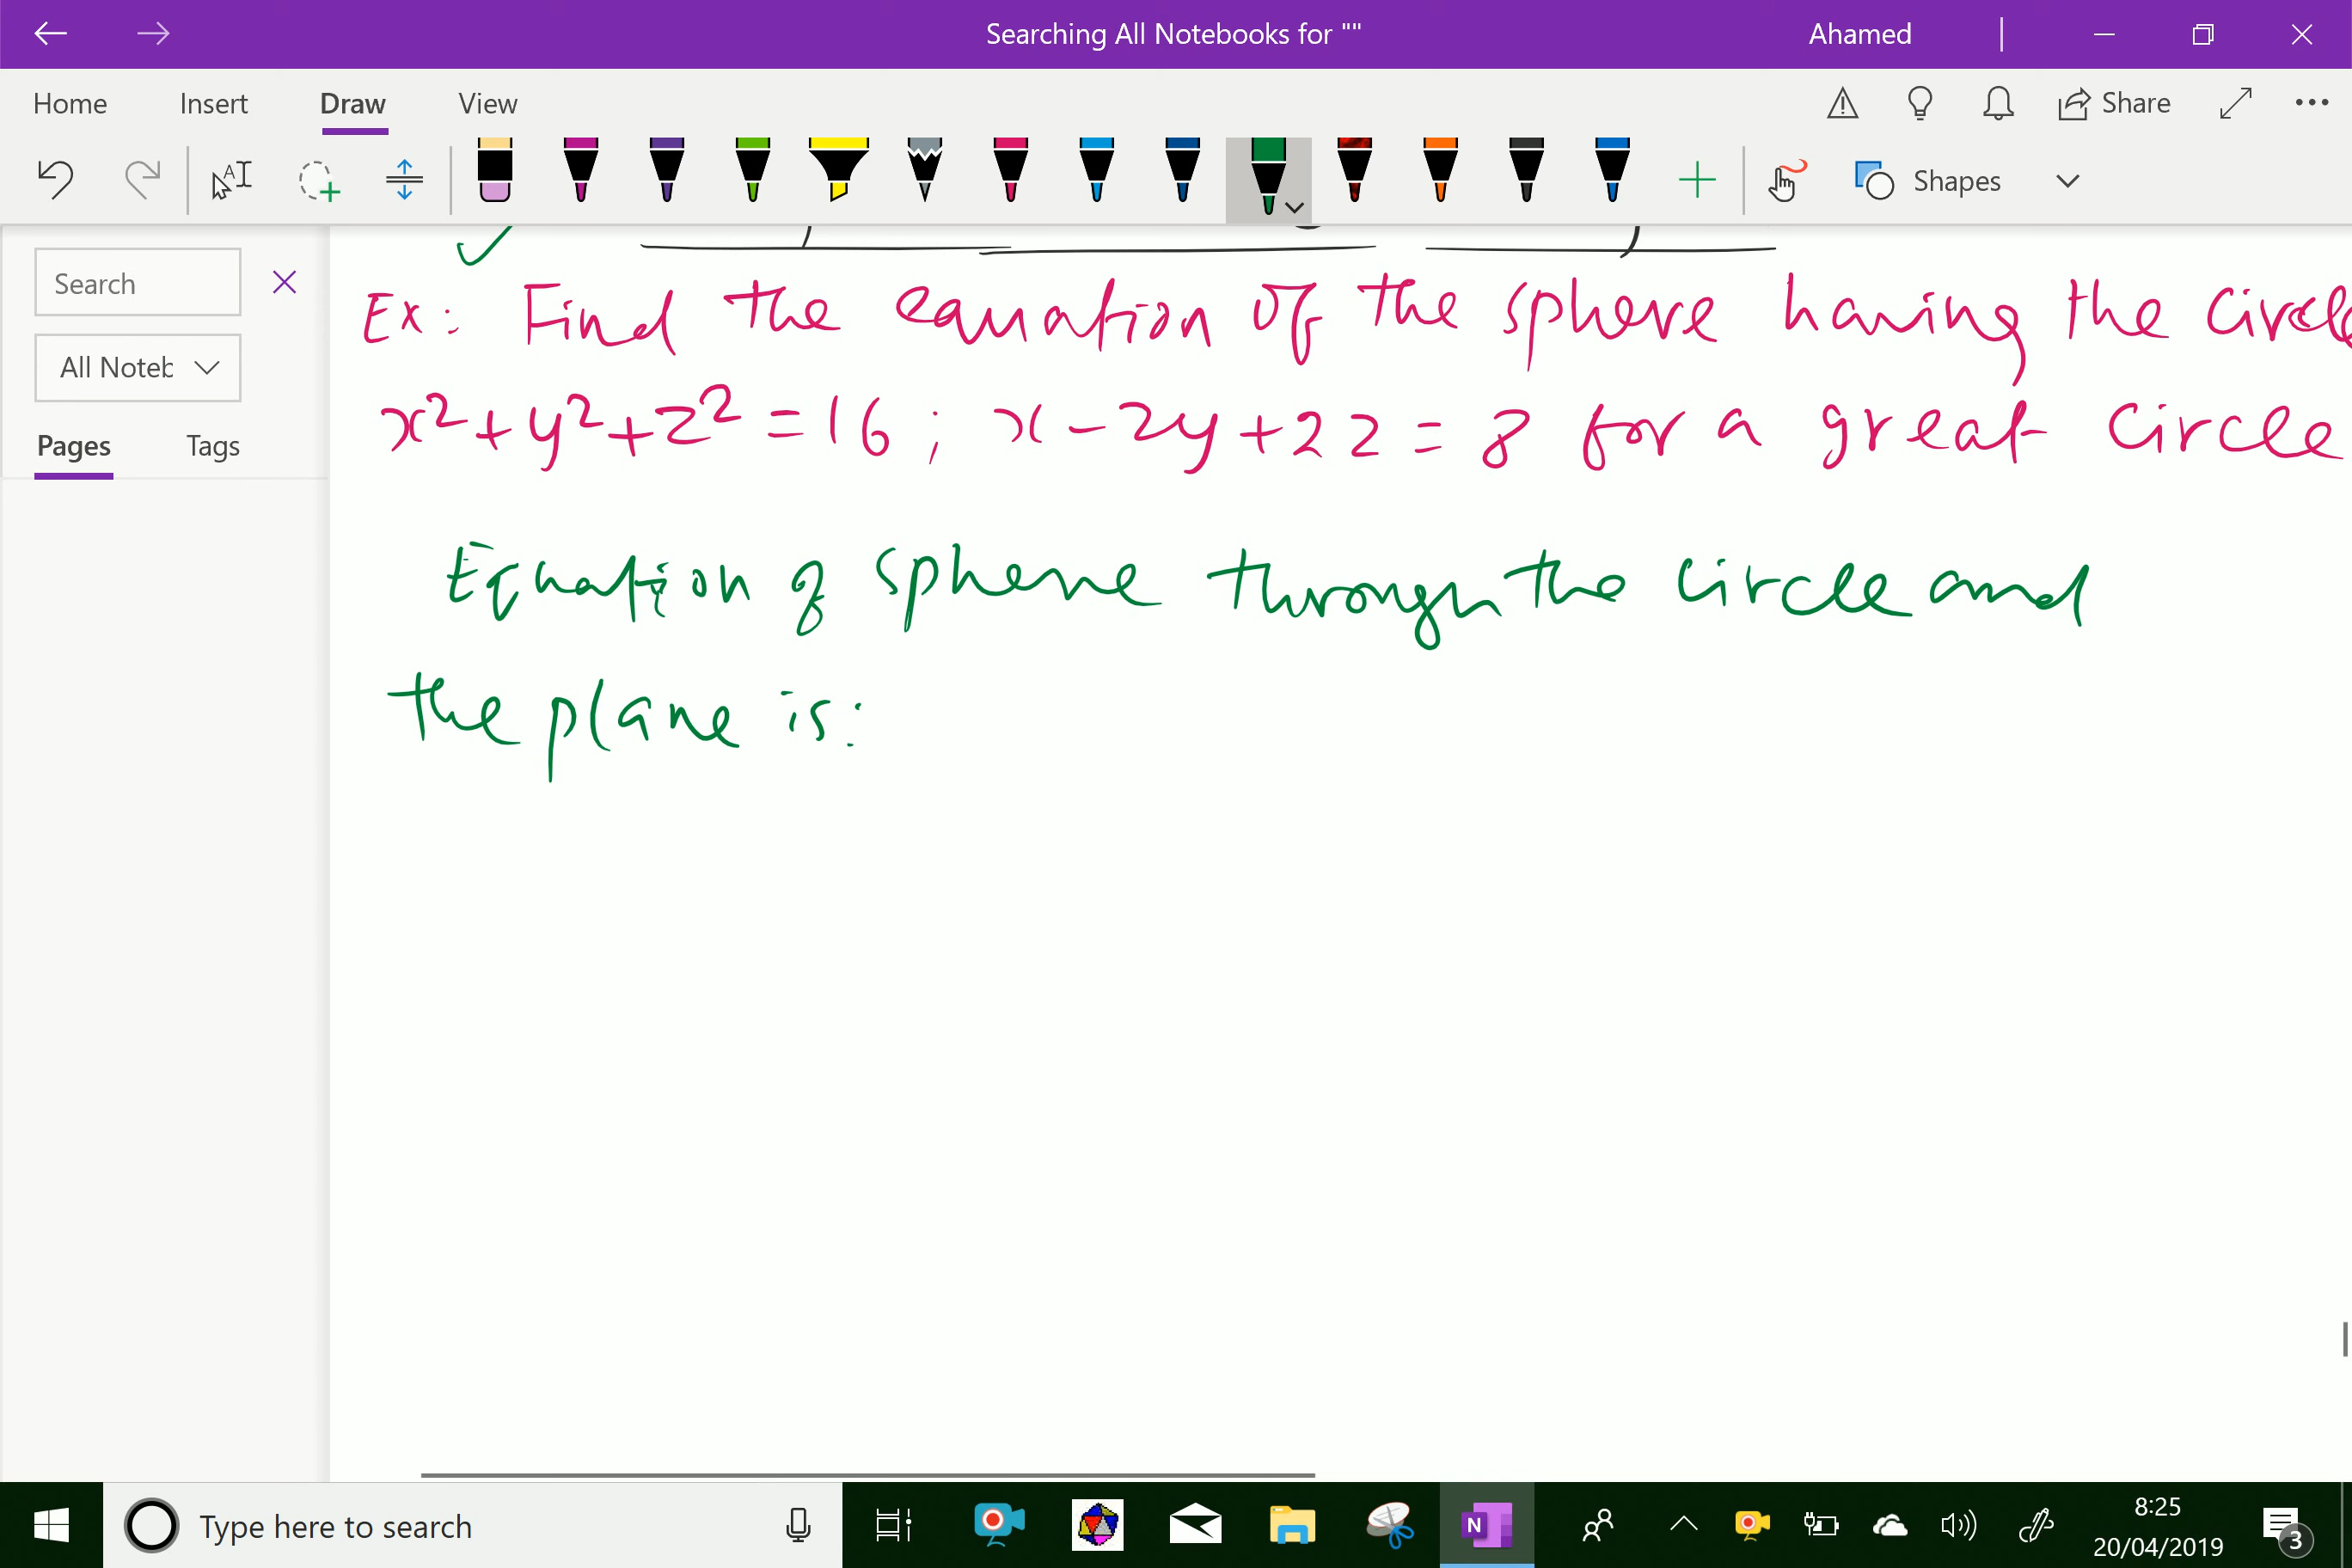 Searching All Notebooks for ""
Ahamed
Home Insert Draw View
Share
Shapes
Search
All Noteb
Pages Tags
Ex: Find the equation of the sphere having the circle
x²+y²+z² = 16 ; x - 2y + 2z = 8 for a great circle
Equation of sphere through the circle and
the plane is:
Type here to search
N
8:25
20/04/2019
3